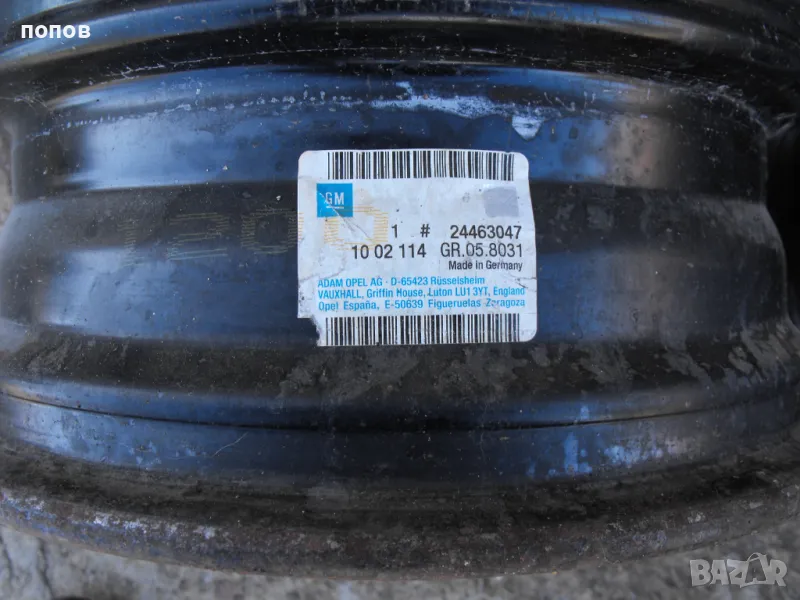 попов
GM
1 # 24463047
10 02 114 GR.05.8031
Made in Germany
ADAM OPEL AG · D-65423 Rüsselsheim
VAUXHALL, Griffin House, Luton LU1 3YT, England
Opel España, E-50639 Figueruelas Zaragoza
BAZAR